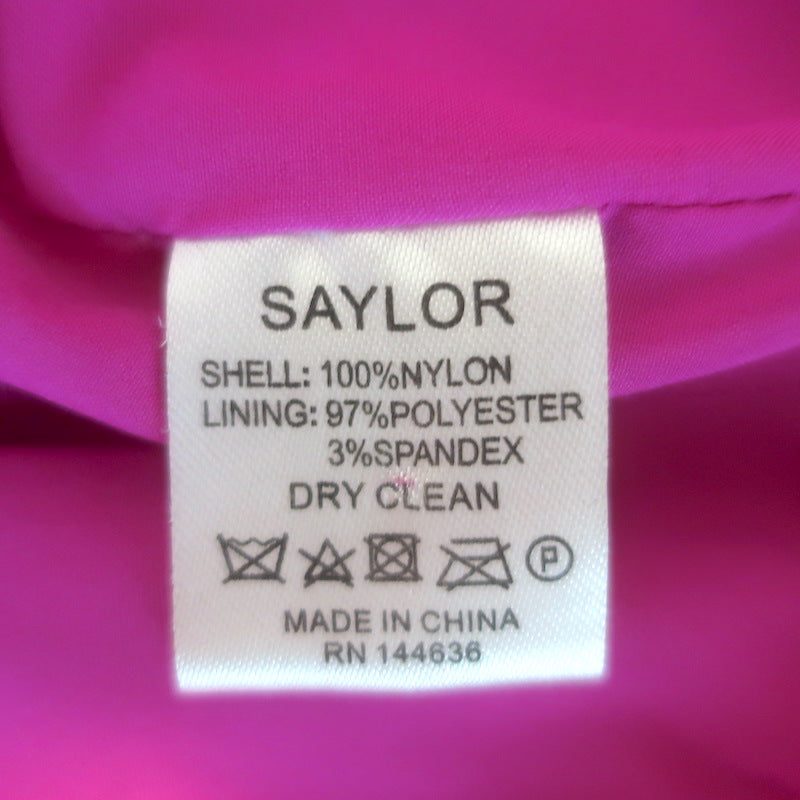 SAYLOR
SHELL: 100%NYLON
LINING: 97%POLYESTER
3%SPANDEX
DRY CLEAN
P
MADE IN CHINA
RN 144636